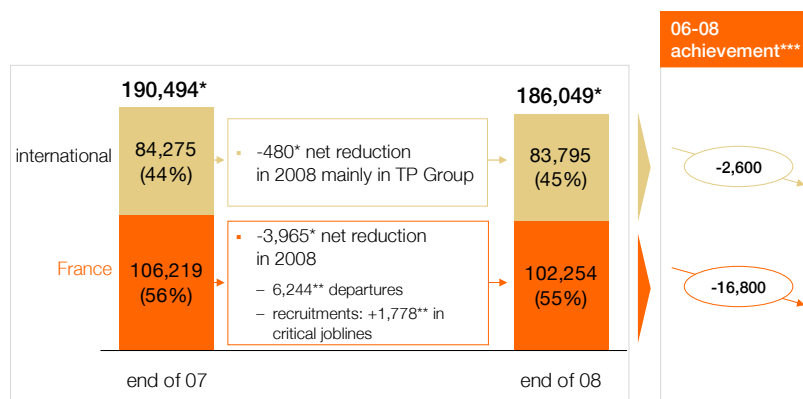 06-08
achievement***
190,494*
186,049*
international
84,275
(44%)
▪ -480* net reduction
in 2008 mainly in TP Group
83,795
(45%)
-2,600
France
106,219
(56%)
▪ -3,965* net reduction
in 2008
– 6,244** departures
– recruitments: +1,778** in
critical joblines
102,254
(55%)
-16,800
end of 07
end of 08